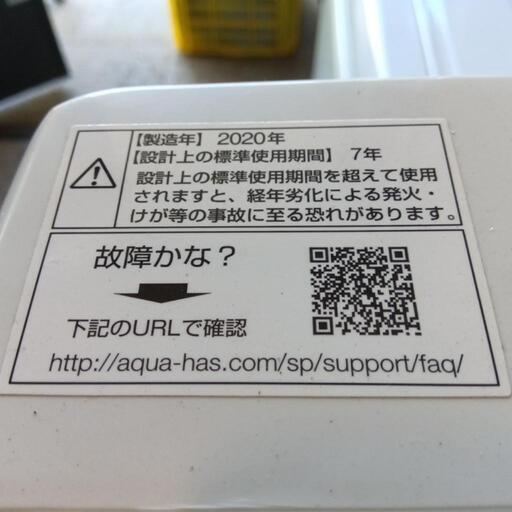 【製造年】 2020年
【設計上の標準使用期間】 7年
設計上の標準使用期間を超えて使用
されますと、経年劣化による発火・
けが等の事故に至る恐れがあります。
故障かな？
下記のURLで確認
http://aqua-has.com/sp/support/faq/